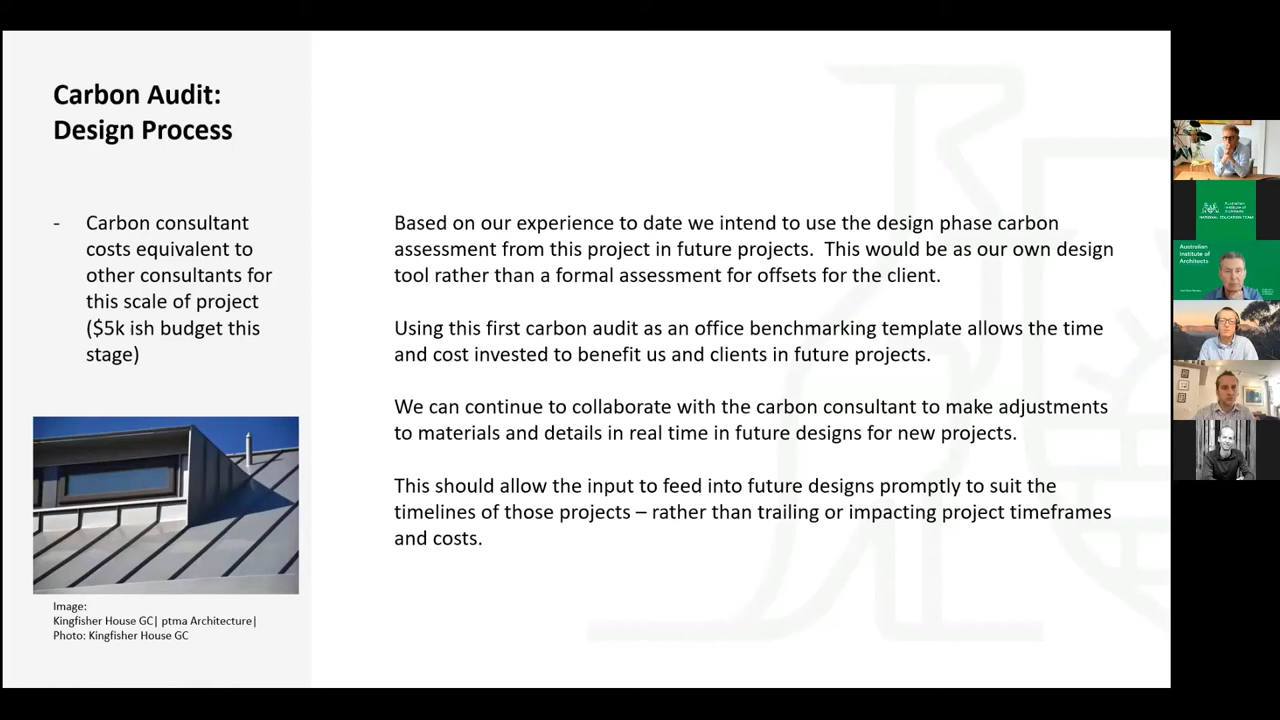 Carbon Audit:
Design Process
- Carbon consultant
costs equivalent to
other consultants for
this scale of project
($5k ish budget this
stage)
Image:
Kingfisher House GC| ptma Architecture|
Photo: Kingfisher House GC
Based on our experience to date we intend to use the design phase carbon
assessment from this project in future projects.  This would be as our own design
tool rather than a formal assessment for offsets for the client.
Using this first carbon audit as an office benchmarking template allows the time
and cost invested to benefit us and clients in future projects.
We can continue to collaborate with the carbon consultant to make adjustments
to materials and details in real time in future designs for new projects.
This should allow the input to feed into future designs promptly to suit the
timelines of those projects – rather than trailing or impacting project timeframes
and costs.
Australian
Institute of
Architects
NATIONAL EDUCATION TEAM
Australian
Institute of
Architects